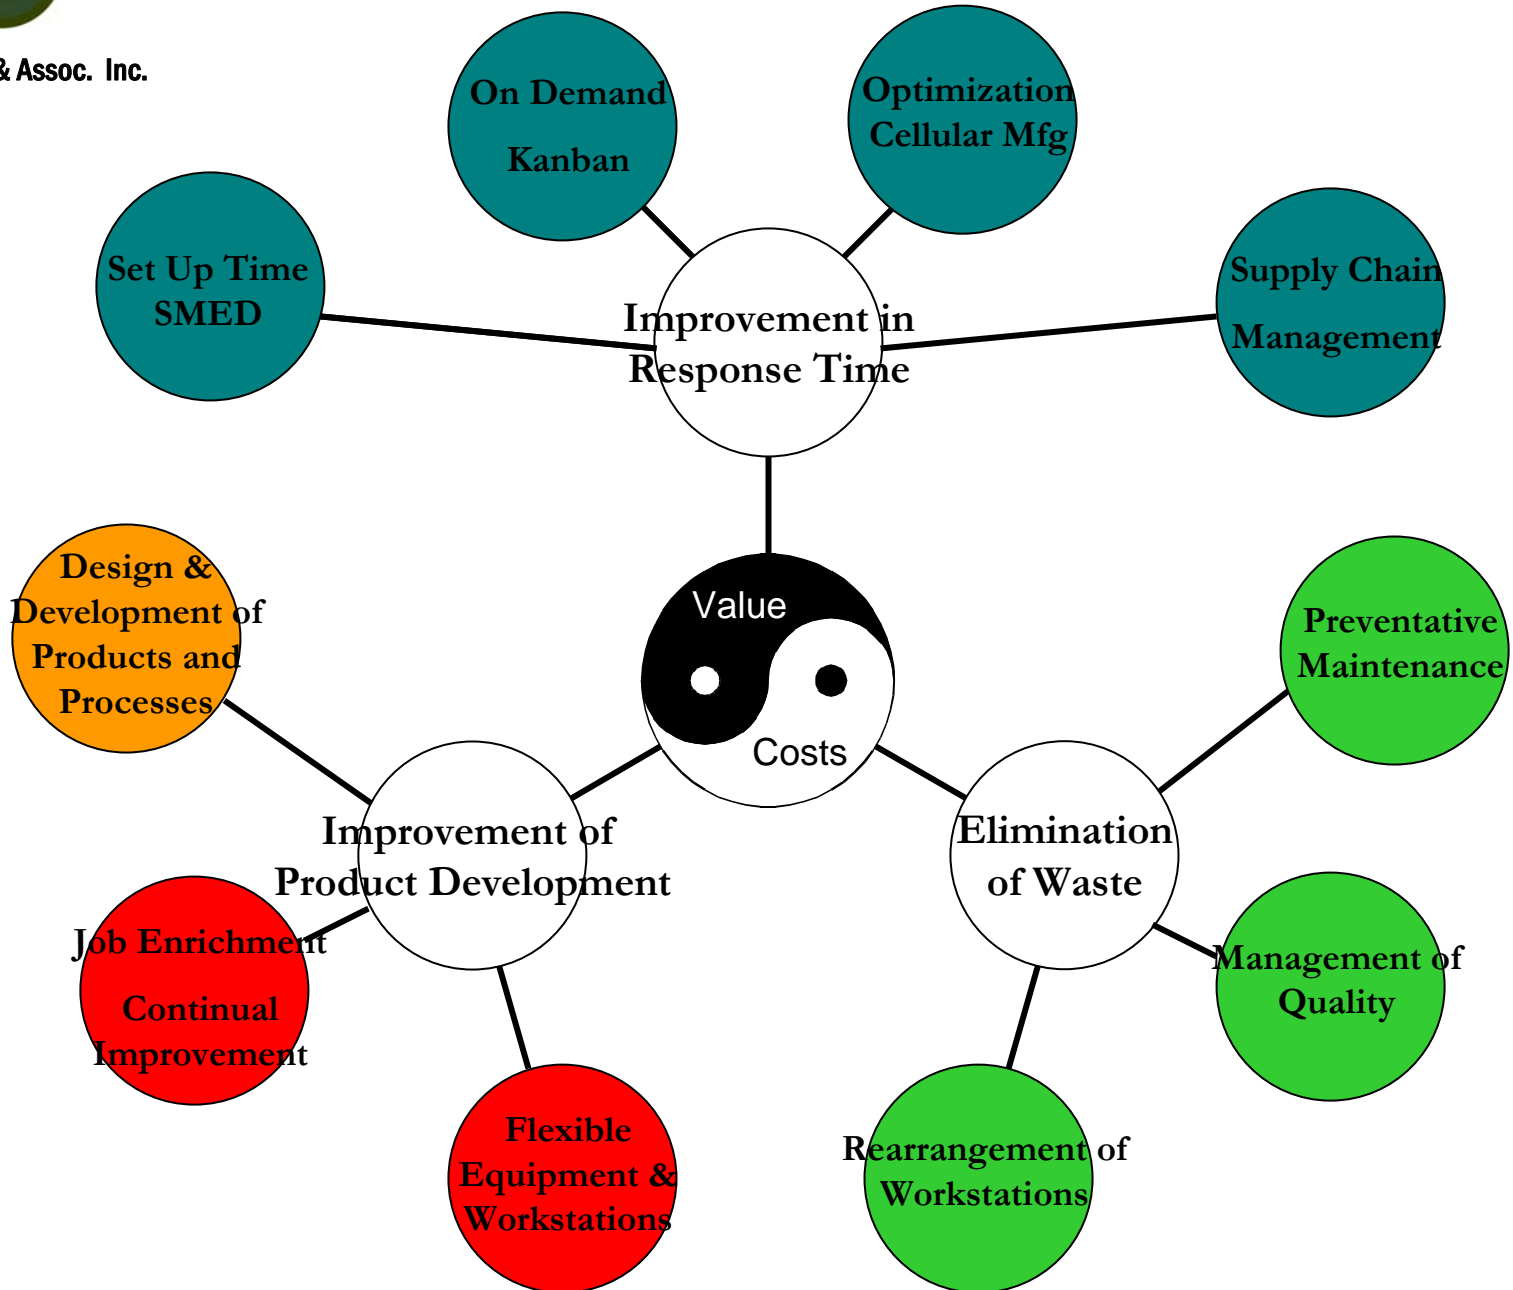 & Assoc. Inc.
On Demand
Kanban
Optimization
Cellular Mfg
Set Up Time
SMED
Supply Chain
Management
Improvement in
Response Time
Design &
Development of
Products and
Processes
Value
Costs
Preventative
Maintenance
Improvement of
Product Development
Elimination
of Waste
Job Enrichment
Continual
Improvement
Management of
Quality
Flexible
Equipment &
Workstations
Rearrangement of
Workstations